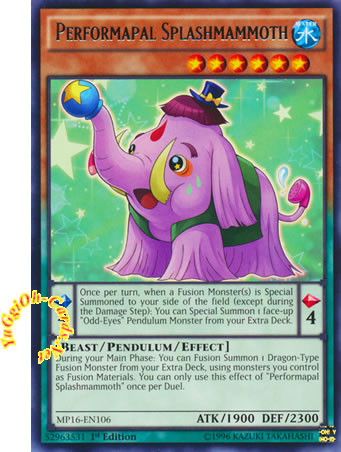 PERFORMAPAL SPLASHMAMMOTH
WATER
水
Once per turn, when a Fusion Monster(s) is Special
Summoned to your side of the field (except during
the Damage Step): You can Special Summon 1 face-up
"Odd-Eyes" Pendulum Monster from your Extra Deck.
4
[BEAST/PENDULUM/EFFECT]
During your Main Phase: You can Fusion Summon 1 Dragon-Type
Fusion Monster from your Extra Deck, using monsters you control
as Fusion Materials. You can only use this effect of "Performapal
Splashmammoth" once per Duel.
MP16-EN106
ATK/1900 DEF/2300
52963531
1st Edition
©1996 KAZUKI TAKAHASHI
YuGgiOh-Cards.Net